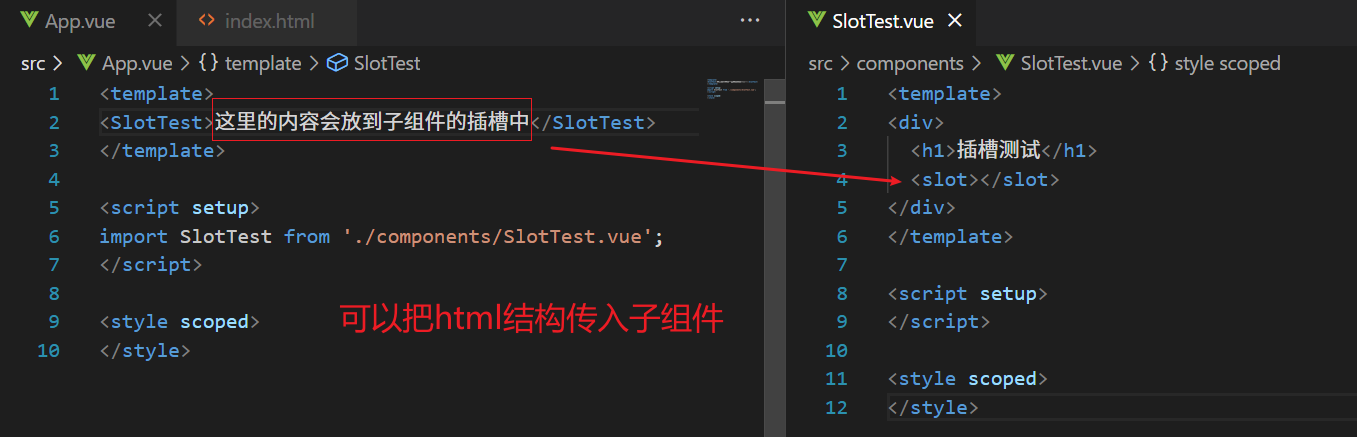 App.vue
index.html
src > App.vue > {} template > SlotTest
1 <template>
2 <SlotTest>这里的内容会放到子组件的插槽中</SlotTest>
3 </template>
4
5 <script setup>
6 import SlotTest from './components/SlotTest.vue';
7 </script>
8
9 <style scoped>
10 </style>
可以把html结构传入子组件
SlotTest.vue
src > components > SlotTest.vue > {} style scoped
1 <template>
2 <div>
3 <h1>插槽测试</h1>
4 <slot></slot>
5 </div>
6 </template>
7
8 <script setup>
9 </script>
10
11 <style scoped>
12 </style>